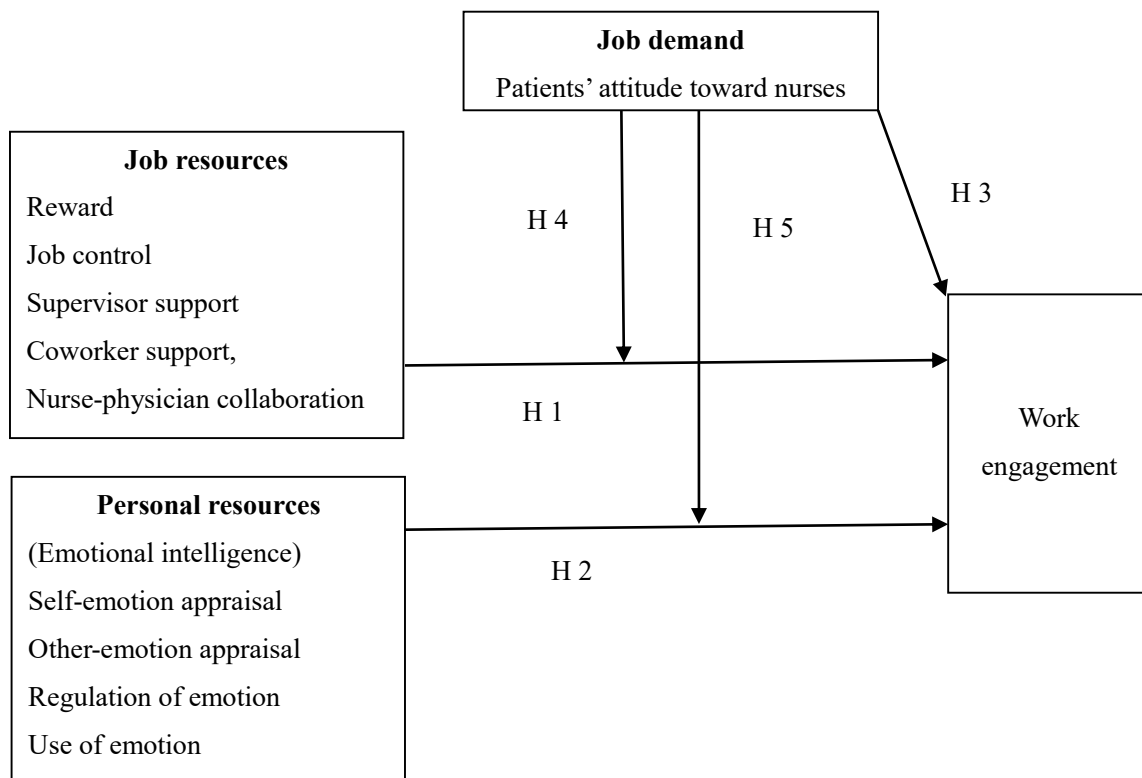 Job demand
Patients’ attitude toward nurses
Job resources
Reward
Job control
Supervisor support
Coworker support,
Nurse-physician collaboration
H 4
H 5
H 3
H 1
Work
engagement
Personal resources
(Emotional intelligence)
Self-emotion appraisal
Other-emotion appraisal
Regulation of emotion
Use of emotion
H 2